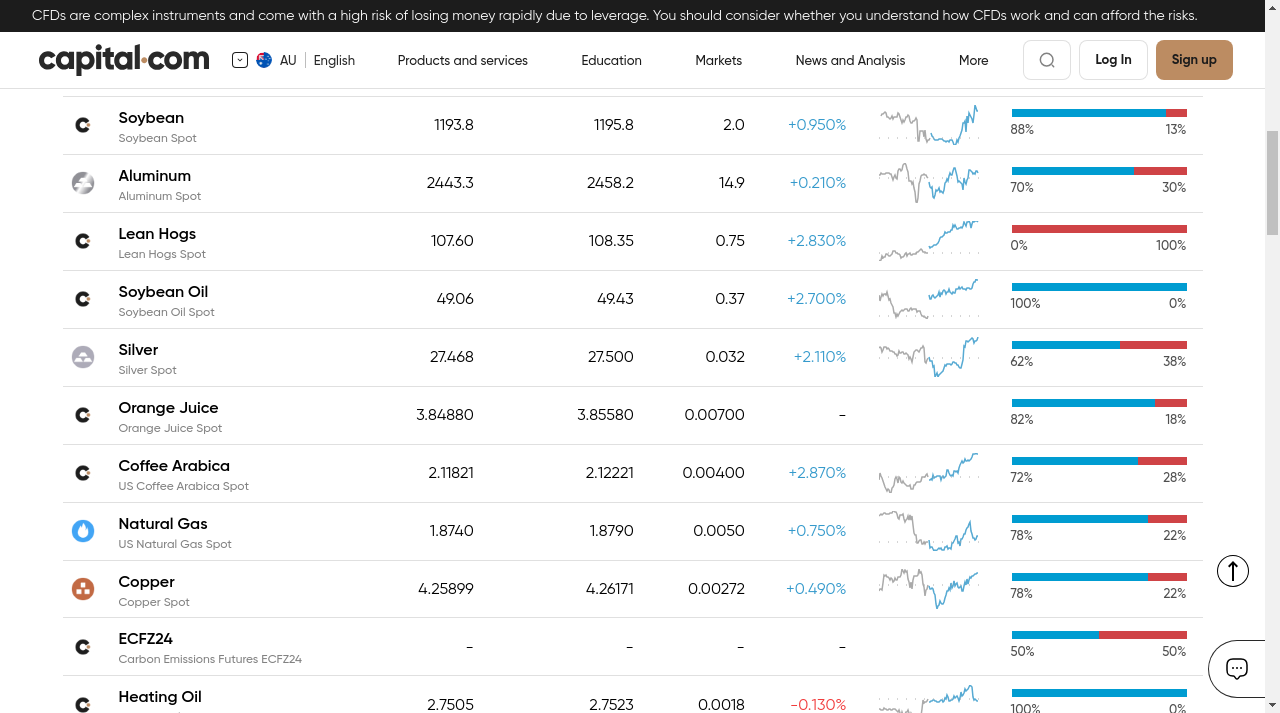 CFDs are complex instruments and come with a high risk of losing money rapidly due to leverage. You should consider whether you understand how CFDs work and can afford the risks.
capital.com AU English Products and services Education Markets News and Analysis More Log In Sign up
Soybean 1193.8 1195.8 2.0 +0.950%
Soybean Spot 88% 13%
Aluminum 2443.3 2458.2 14.9 +0.210%
Aluminum Spot 70% 30%
Lean Hogs 107.60 108.35 0.75 +2.830%
Lean Hogs Spot 0% 100%
Soybean Oil 49.06 49.43 0.37 +2.700%
Soybean Oil Spot 100% 0%
Silver 27.468 27.500 0.032 +2.110%
Silver Spot 62% 38%
Orange Juice 3.84880 3.85580 0.00700 -
Orange Juice Spot 82% 18%
Coffee Arabica 2.11821 2.12221 0.00400 +2.870%
US Coffee Arabica Spot 72% 28%
Natural Gas 1.8740 1.8790 0.0050 +0.750%
US Natural Gas Spot 78% 22%
Copper 4.25899 4.26171 0.00272 +0.490%
Copper Spot 78% 22%
ECFZ24 - - - -
Carbon Emissions Futures ECFZ24 50% 50%
Heating Oil 2.7505 2.7523 0.0018 -0.130%
100% 0%